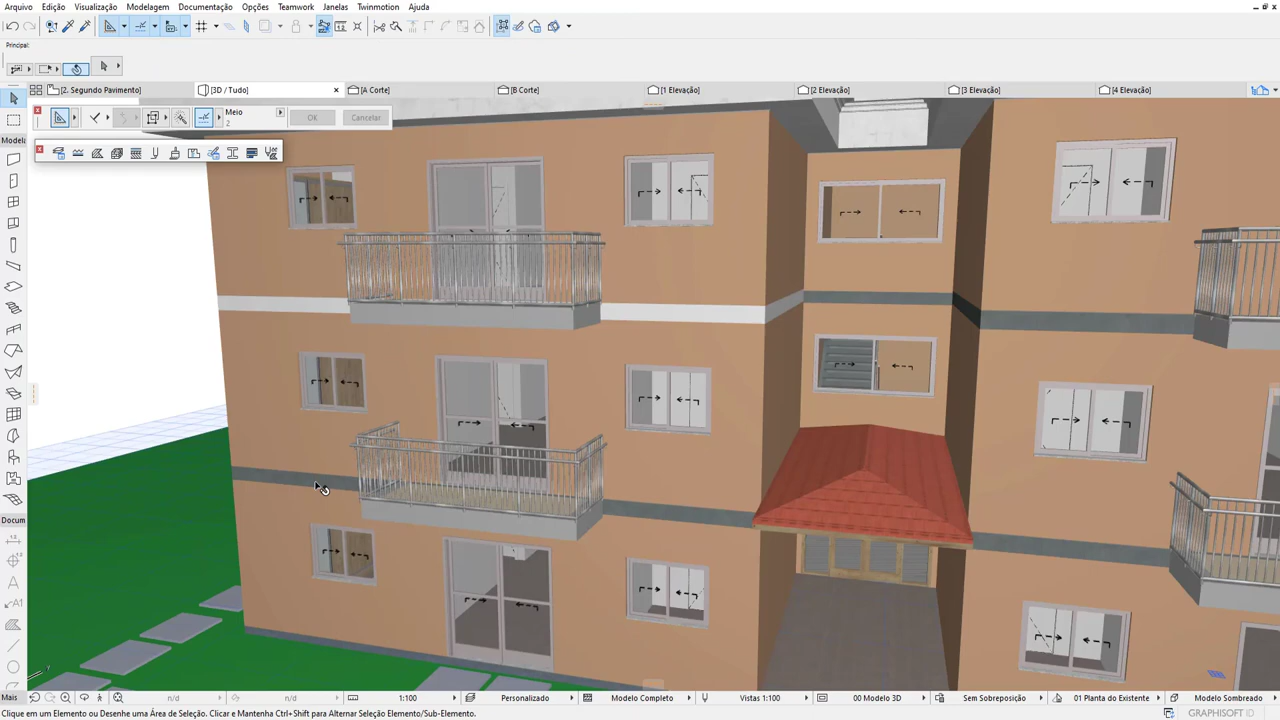 Arquivo Edição Visualização Modelagem Documentação Opções Teamwork Janelas Twinmotion Ajuda
Principal:
[2. Segundo Pavimento] [3D / Tudo] [A Corte] [B Corte] [1 Elevação] [2 Elevação] [3 Elevação] [4 Elevação]
Meio
2
OK Cancelar
Modela
Docum
A
A1
Mais
n/d n/d 1:100 Personalizado Modelo Completo Vistas 1:100 00 Modelo 3D Sem Sobreposição 01 Planta do Existente Modelo Sombreado
Clique em um Elemento ou Desenhe uma Área de Seleção. Clicar e Mantenha Ctrl+Shift para Alternar Seleção Elemento/Sub-Elemento.
GRAPHISOFT ID